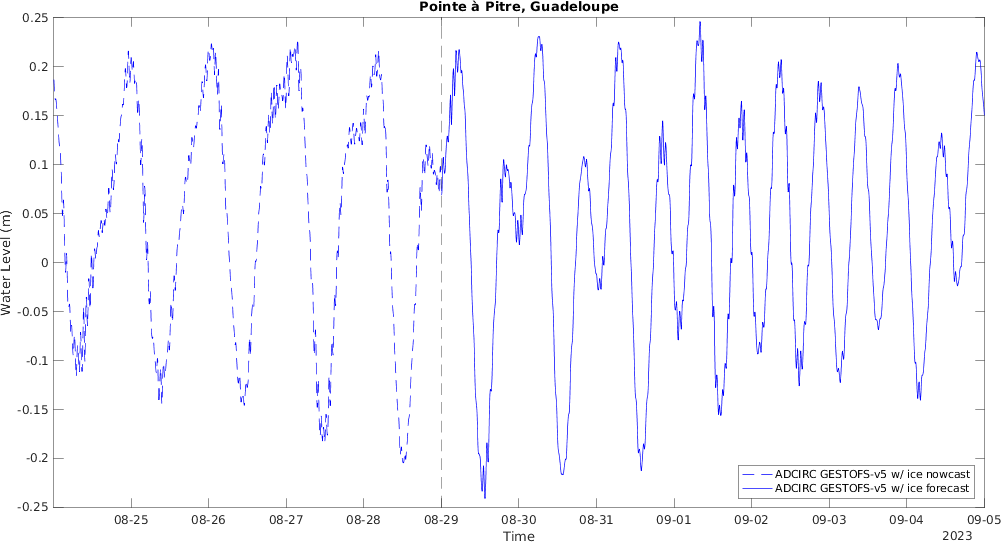 Pointe à Pitre, Guadeloupe
0.25
0.2
0.15
0.1
0.05
0
-0.05
-0.1
-0.15
-0.2
-0.25
Water Level (m)
ADCIRC GESTOFS-v5 w/ ice nowcast
ADCIRC GESTOFS-v5 w/ ice forecast
08-25 08-26 08-27 08-28 08-29 08-30 08-31 09-01 09-02 09-03 09-04 09-05
Time
2023